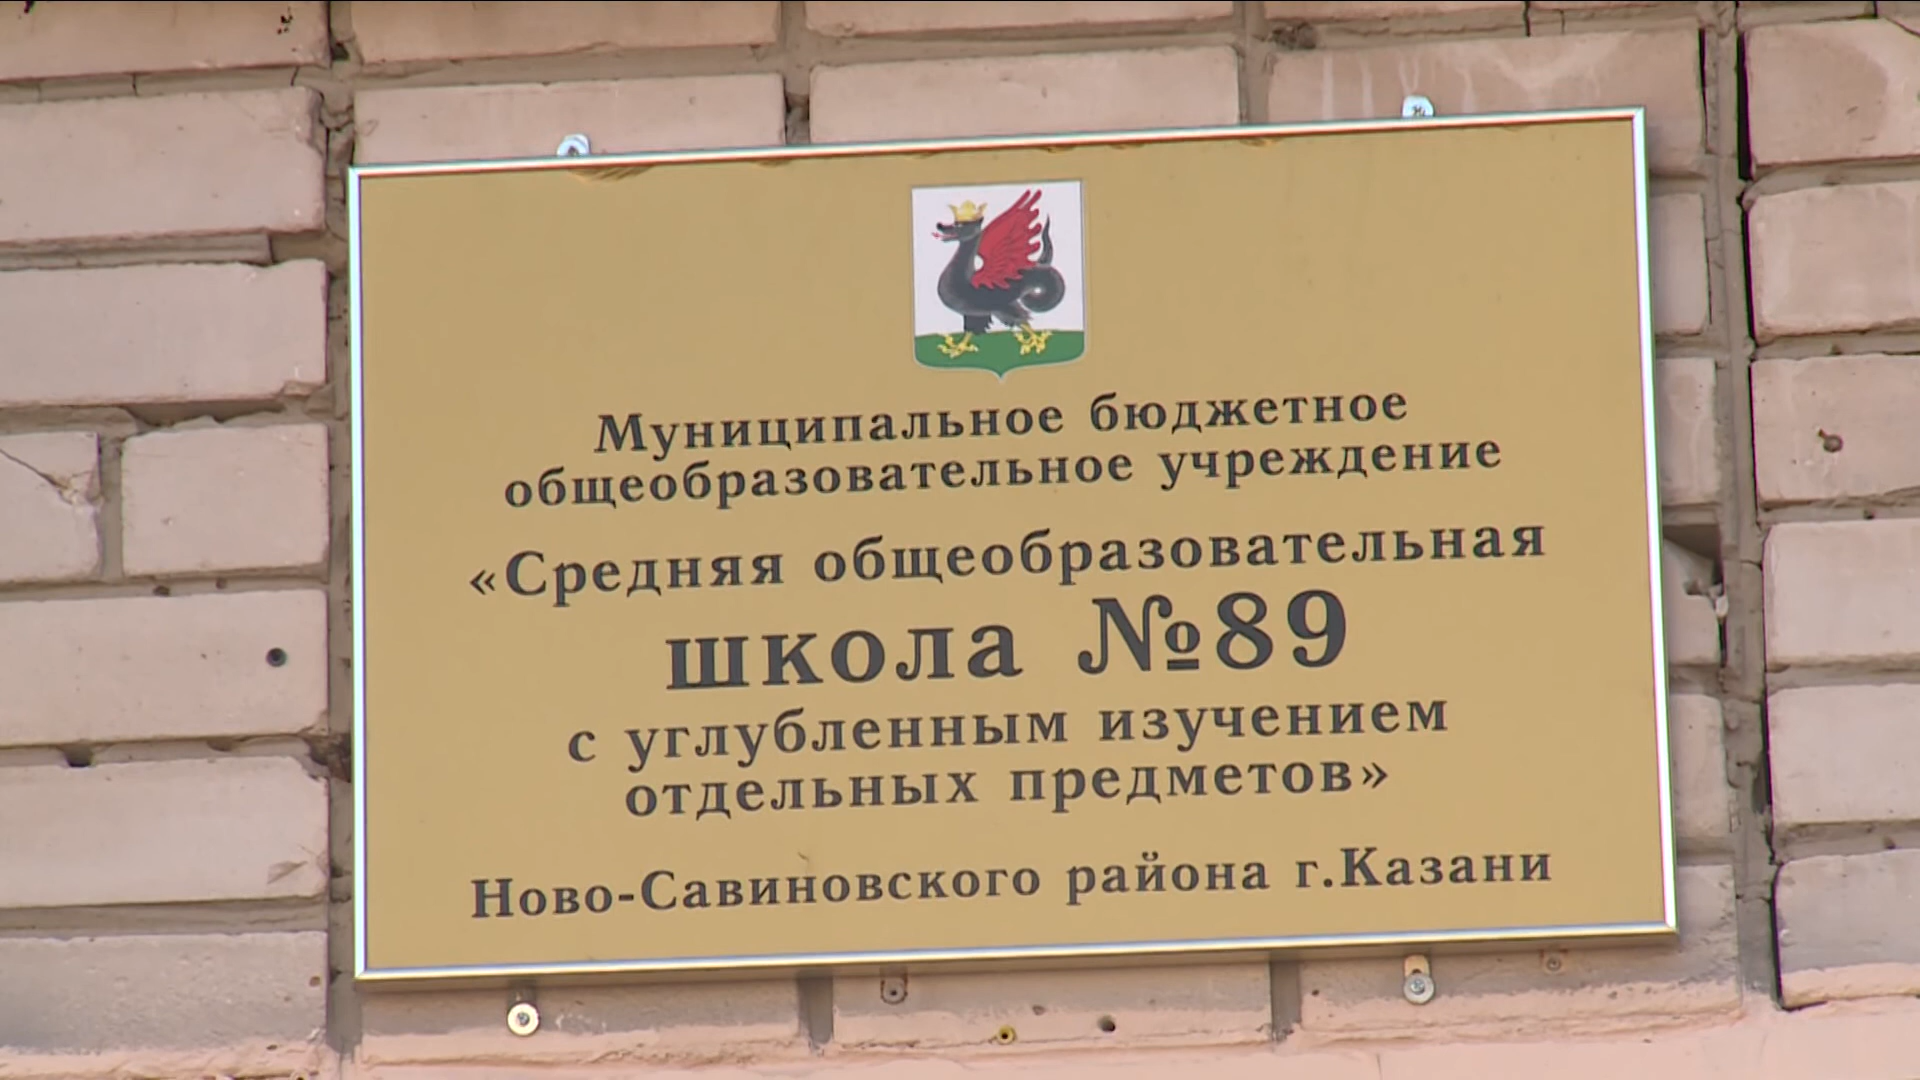 Муниципальное бюджетное
общеобразовательное учреждение
«Средняя общеобразовательная
школа №89
с углубленным изучением
отдельных предметов»
Ново-Савиновского района г.Казани